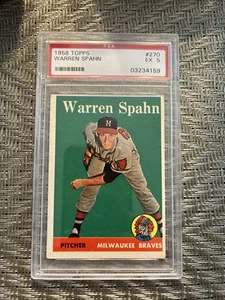 PSA
1958 TOPPS #270
WARREN SPAHN EX 5
03234159
Warren Spahn
M
PITCHER MILWAUKEE BRAVES